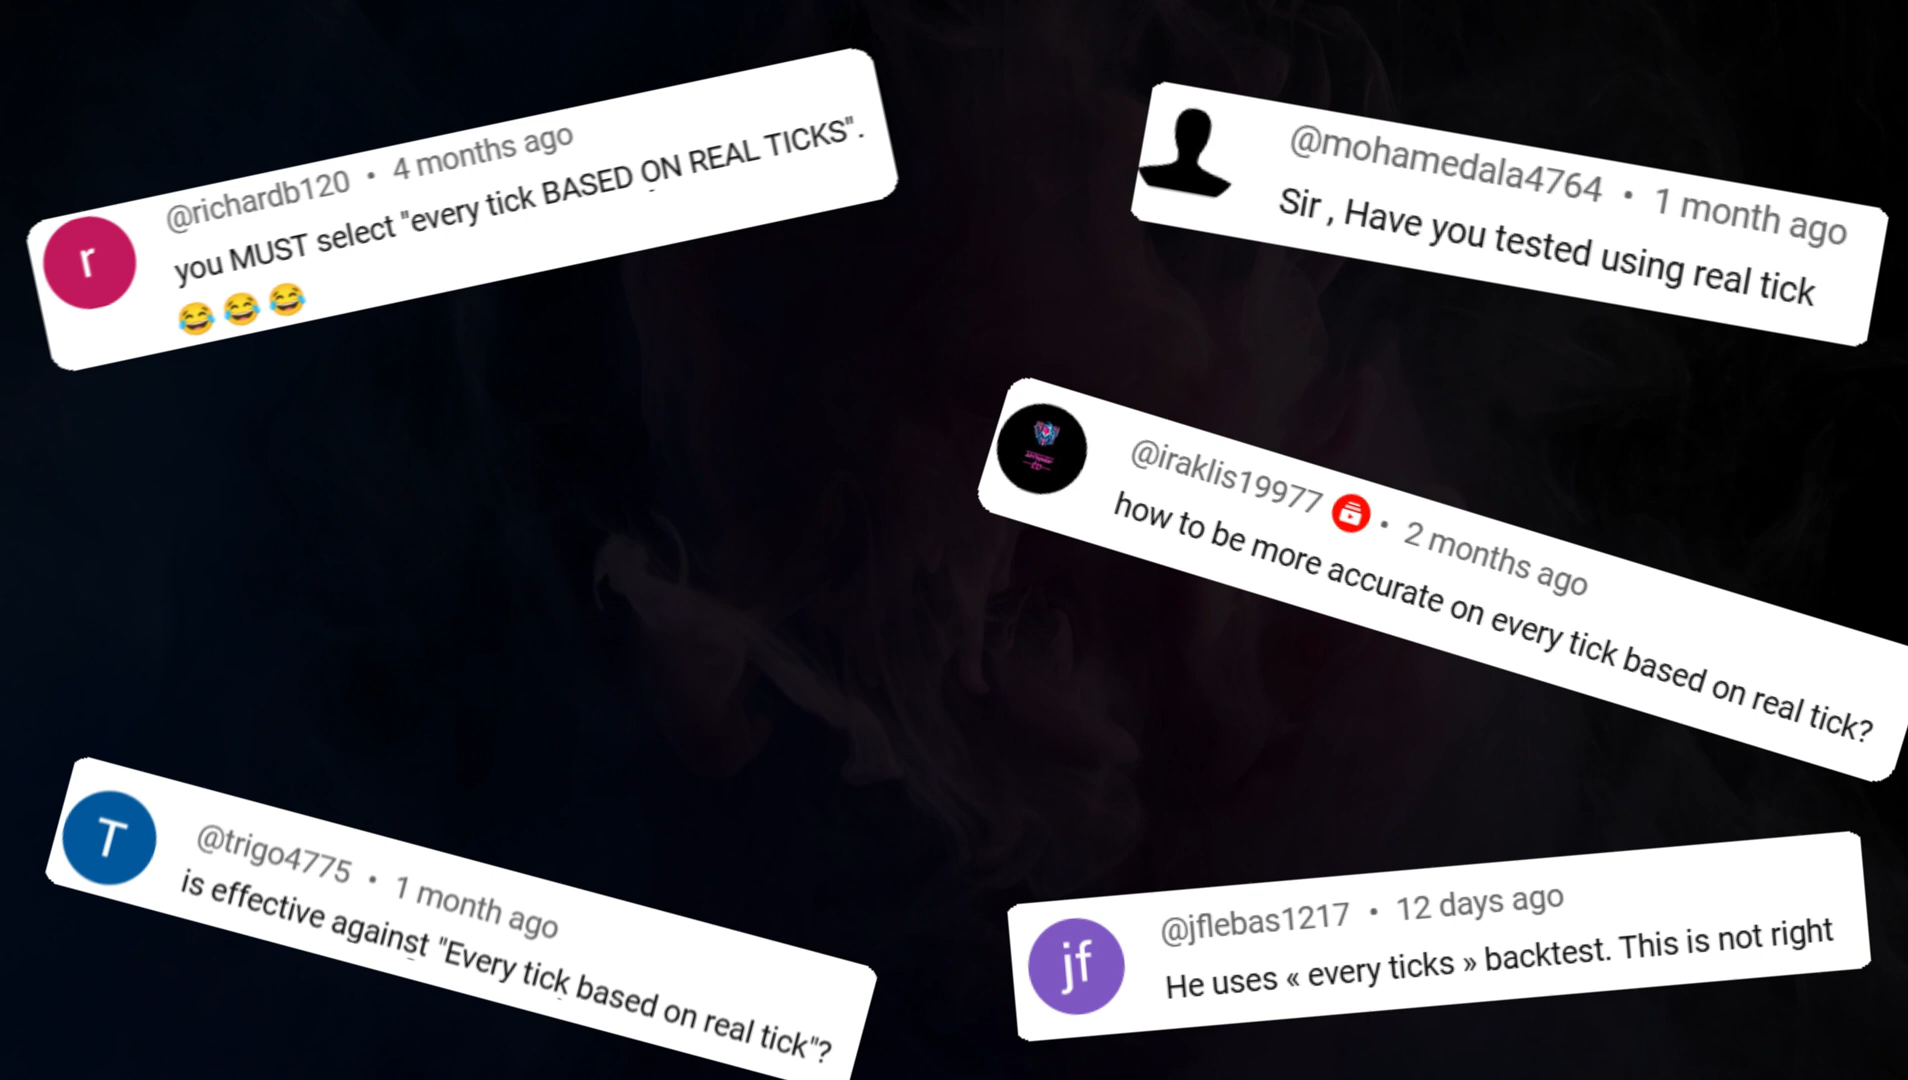 @richardb120 • 4 months ago
you MUST select "every tick BASED ON REAL TICKS".
😂😂😂
r
@mohamedala4764 • 1 month ago
Sir , Have you tested using real tick
@iraklis19977 • 2 months ago
how to be more accurate on every tick based on real tick?
T
@trigo4775 • 1 month ago
is effective against "Every tick based on real tick"?
jf
@jflebas1217 • 12 days ago
He uses « every ticks » backtest. This is not right